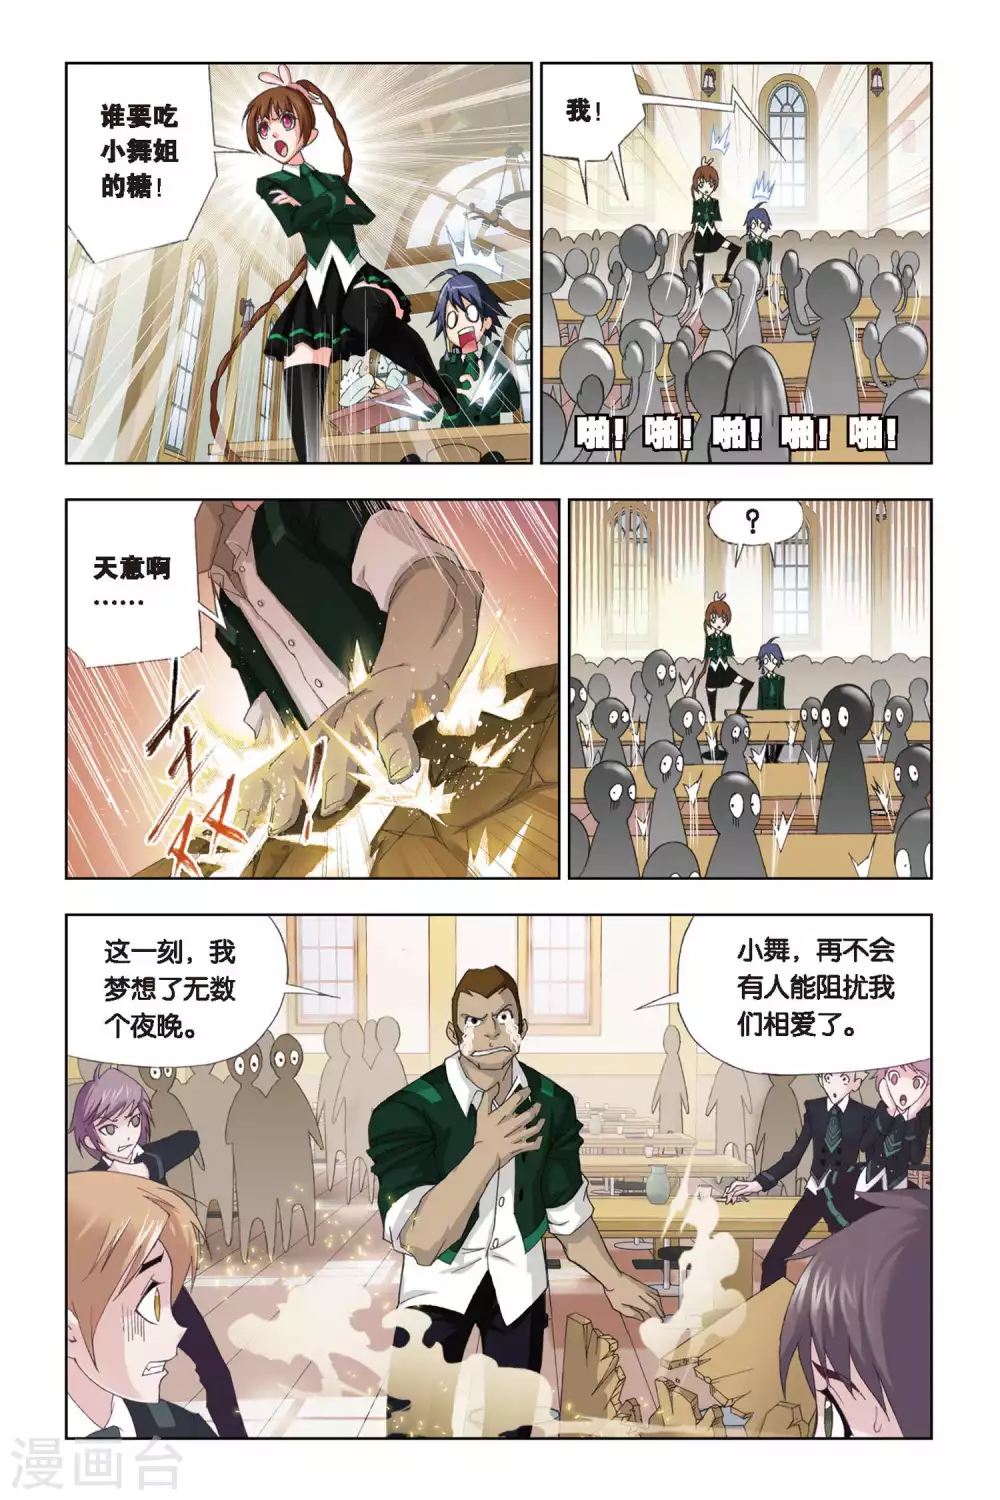 谁要吃
小舞姐
的糖！
我！
啪！啪！啪！啪！啪！
天意啊
……
？
这一刻，我
梦想了无数
个夜晚。
小舞，再不会
有人能阻扰我
们相爱了。
漫画台